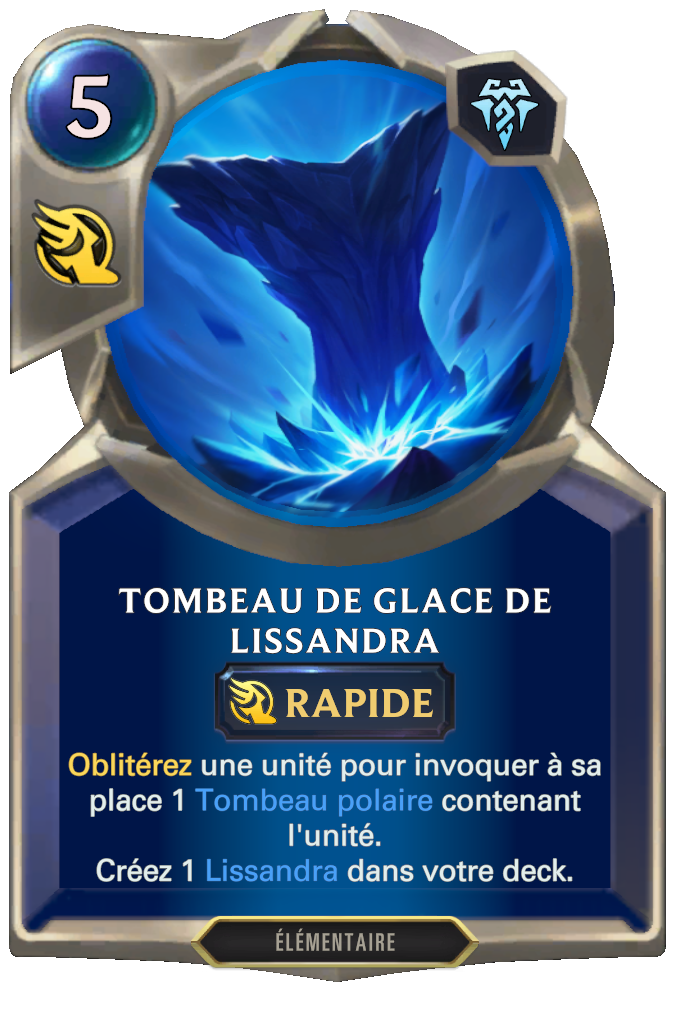 5
TOMBEAU DE GLACE DE
LISSANDRA
RAPIDE
Oblitérez une unité pour invoquer à sa
place 1 Tombeau polaire contenant
l'unité.
Créez 1 Lissandra dans votre deck.
ÉLÉMENTAIRE